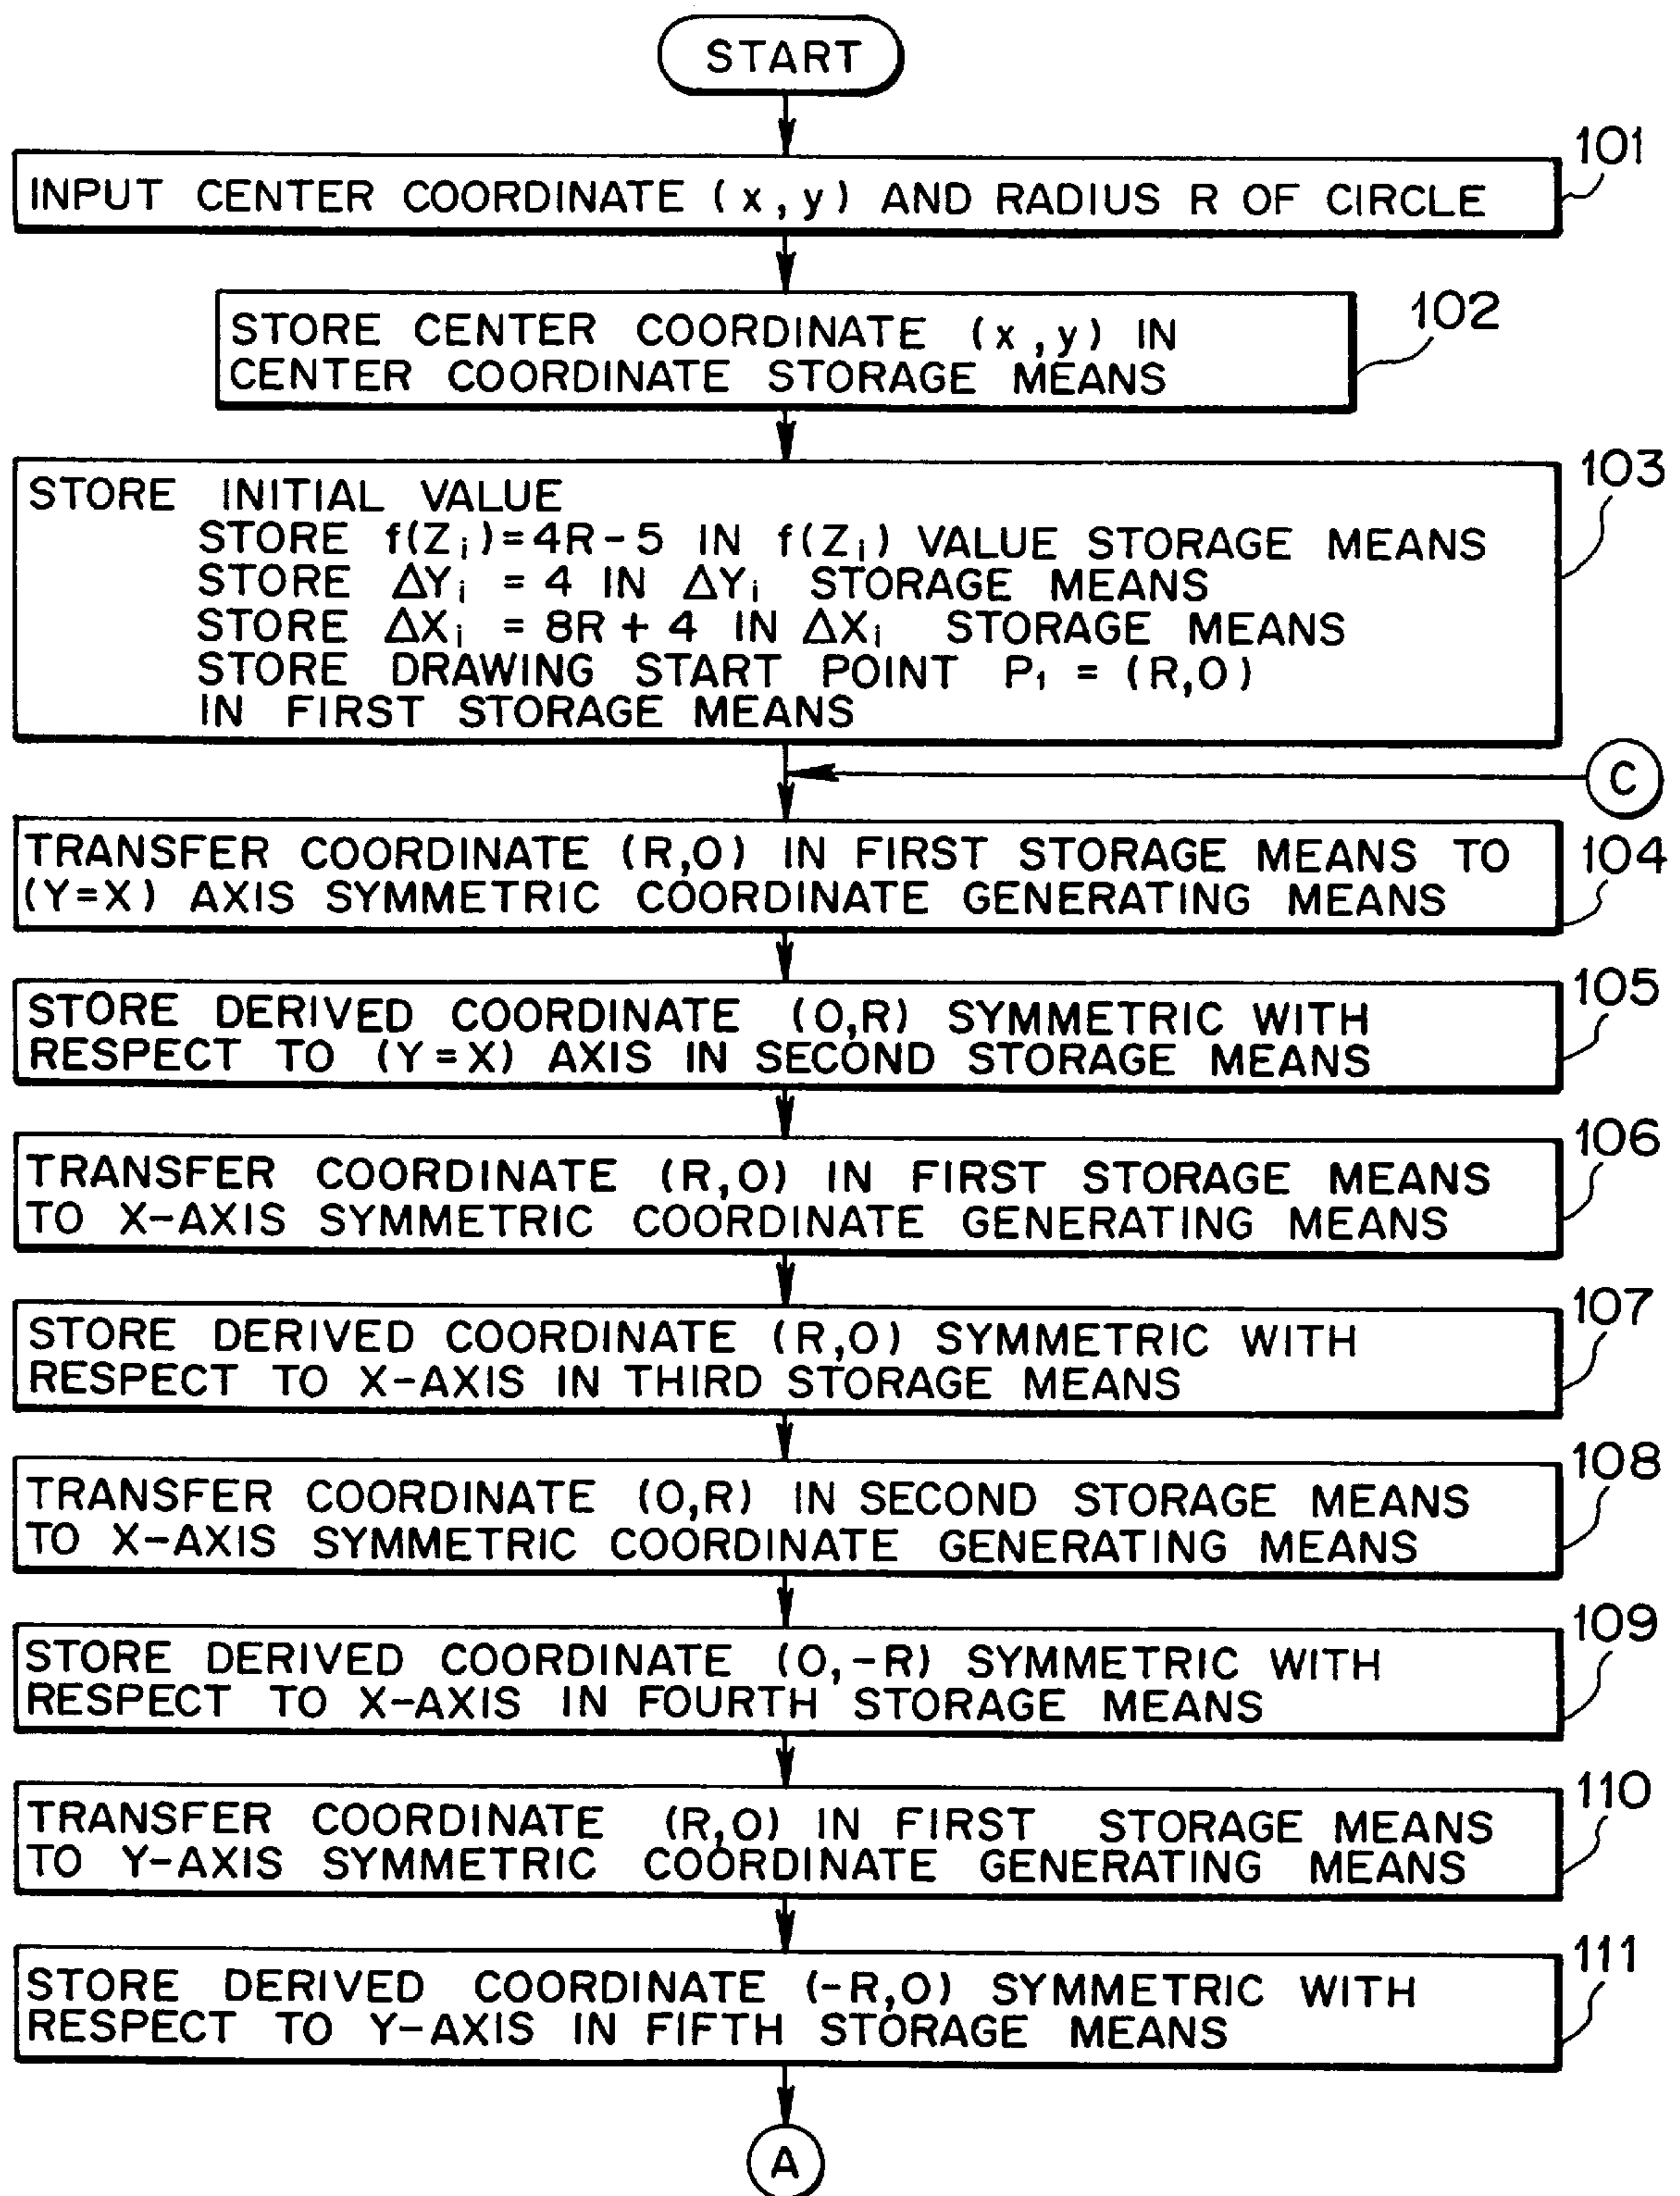 START
101
INPUT CENTER COORDINATE (x,y) AND RADIUS R OF CIRCLE
102
STORE CENTER COORDINATE (x,y) IN
CENTER COORDINATE STORAGE MEANS
103
STORE INITIAL VALUE
STORE f(Zi)=4R-5 IN f(Zi) VALUE STORAGE MEANS
STORE ΔYi = 4 IN ΔYi STORAGE MEANS
STORE ΔXi = 8R+4 IN ΔXi STORAGE MEANS
STORE DRAWING START POINT P1 = (R,0)
IN FIRST STORAGE MEANS
C
104
TRANSFER COORDINATE (R,0) IN FIRST STORAGE MEANS TO
(Y=X) AXIS SYMMETRIC COORDINATE GENERATING MEANS
105
STORE DERIVED COORDINATE (0,R) SYMMETRIC WITH
RESPECT TO (Y=X) AXIS IN SECOND STORAGE MEANS
106
TRANSFER COORDINATE (R,0) IN FIRST STORAGE MEANS
TO X-AXIS SYMMETRIC COORDINATE GENERATING MEANS
107
STORE DERIVED COORDINATE (R,0) SYMMETRIC WITH
RESPECT TO X-AXIS IN THIRD STORAGE MEANS
108
TRANSFER COORDINATE (0,R) IN SECOND STORAGE MEANS
TO X-AXIS SYMMETRIC COORDINATE GENERATING MEANS
109
STORE DERIVED COORDINATE (0,-R) SYMMETRIC WITH
RESPECT TO X-AXIS IN FOURTH STORAGE MEANS
110
TRANSFER COORDINATE (R,0) IN FIRST STORAGE MEANS
TO Y-AXIS SYMMETRIC COORDINATE GENERATING MEANS
111
STORE DERIVED COORDINATE (-R,0) SYMMETRIC WITH
RESPECT TO Y-AXIS IN FIFTH STORAGE MEANS
A